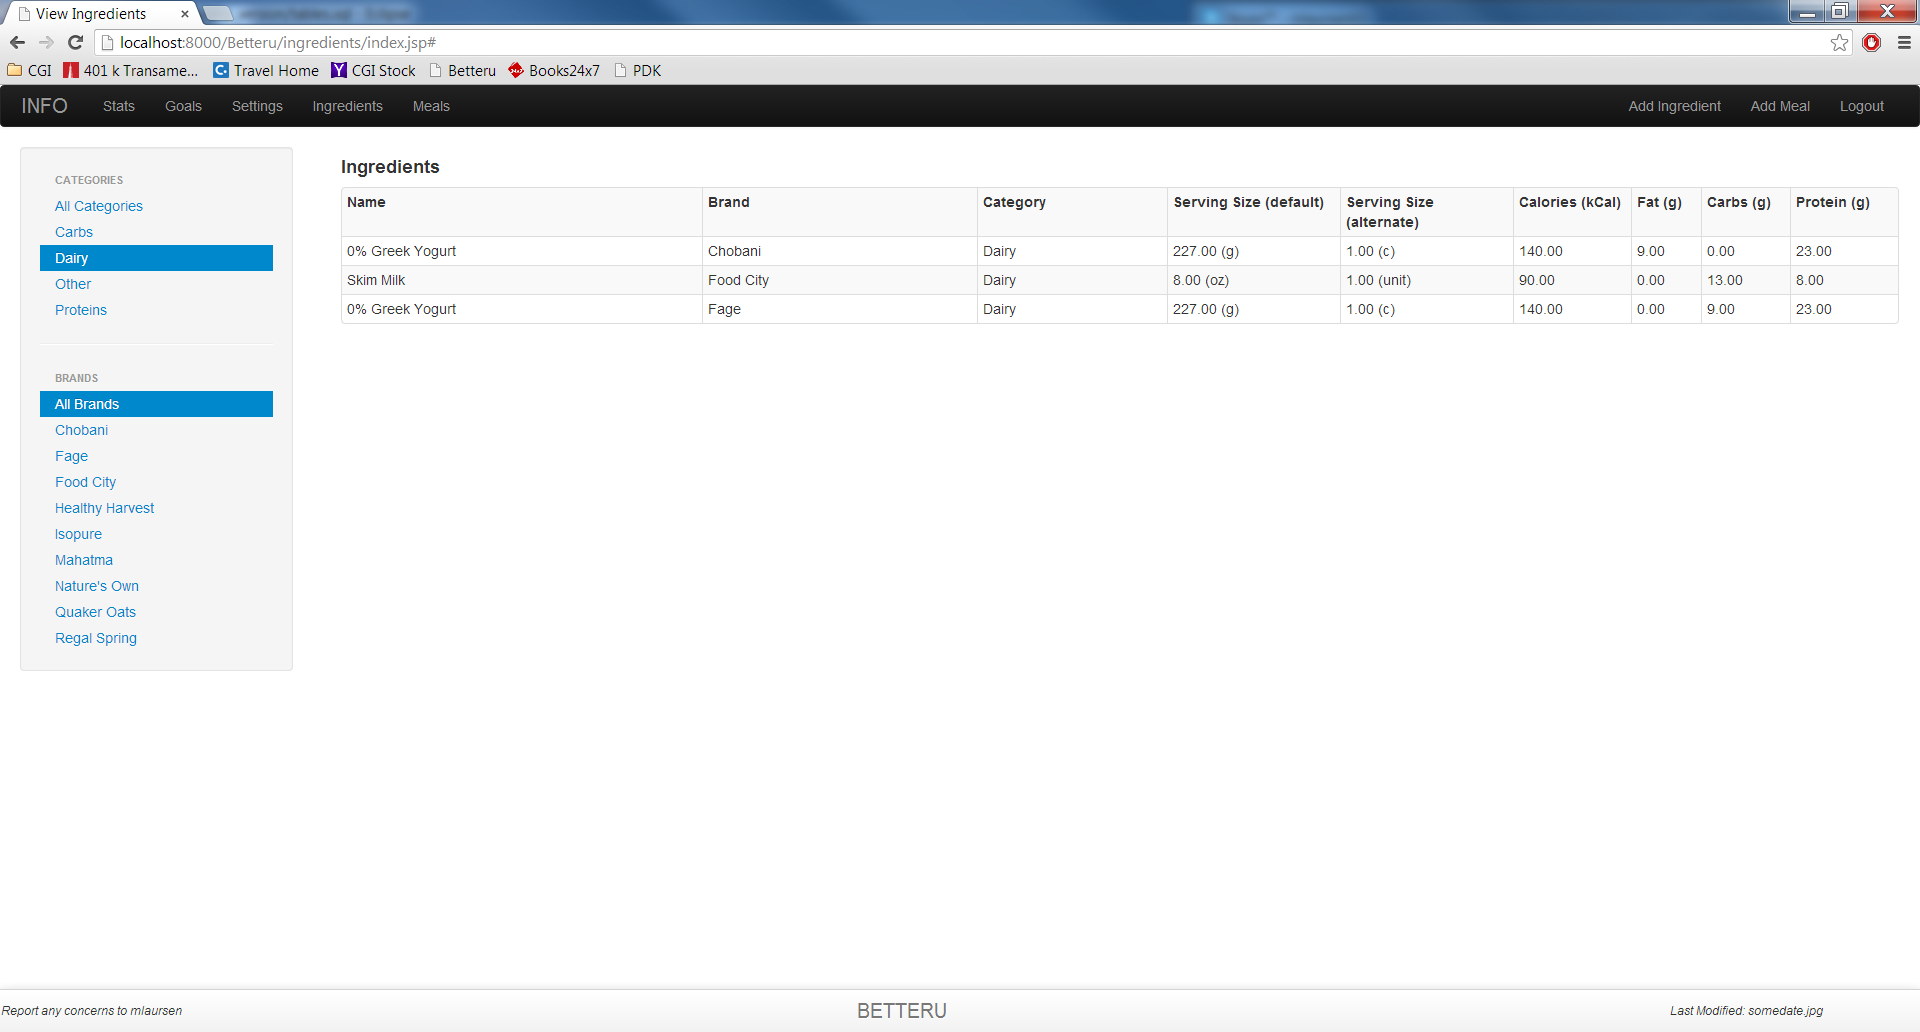 View Ingredients
localhost:8000/Betteru/ingredients/index.jsp#
CGI 401 k Transame... Travel Home CGI Stock Betteru Books24x7 PDK
INFO Stats Goals Settings Ingredients Meals Add Ingredient Add Meal Logout
CATEGORIES
All Categories
Carbs
Dairy
Other
Proteins
BRANDS
All Brands
Chobani
Fage
Food City
Healthy Harvest
Isopure
Mahatma
Nature's Own
Quaker Oats
Regal Spring
Ingredients
Name Brand Category Serving Size (default) Serving Size (alternate) Calories (kCal) Fat (g) Carbs (g) Protein (g)
0% Greek Yogurt Chobani Dairy 227.00 (g) 1.00 (c) 140.00 9.00 0.00 23.00
Skim Milk Food City Dairy 8.00 (oz) 1.00 (unit) 90.00 0.00 13.00 8.00
0% Greek Yogurt Fage Dairy 227.00 (g) 1.00 (c) 140.00 0.00 9.00 23.00
Report any concerns to mlaursen BETTERU Last Modified: somedate.jpg